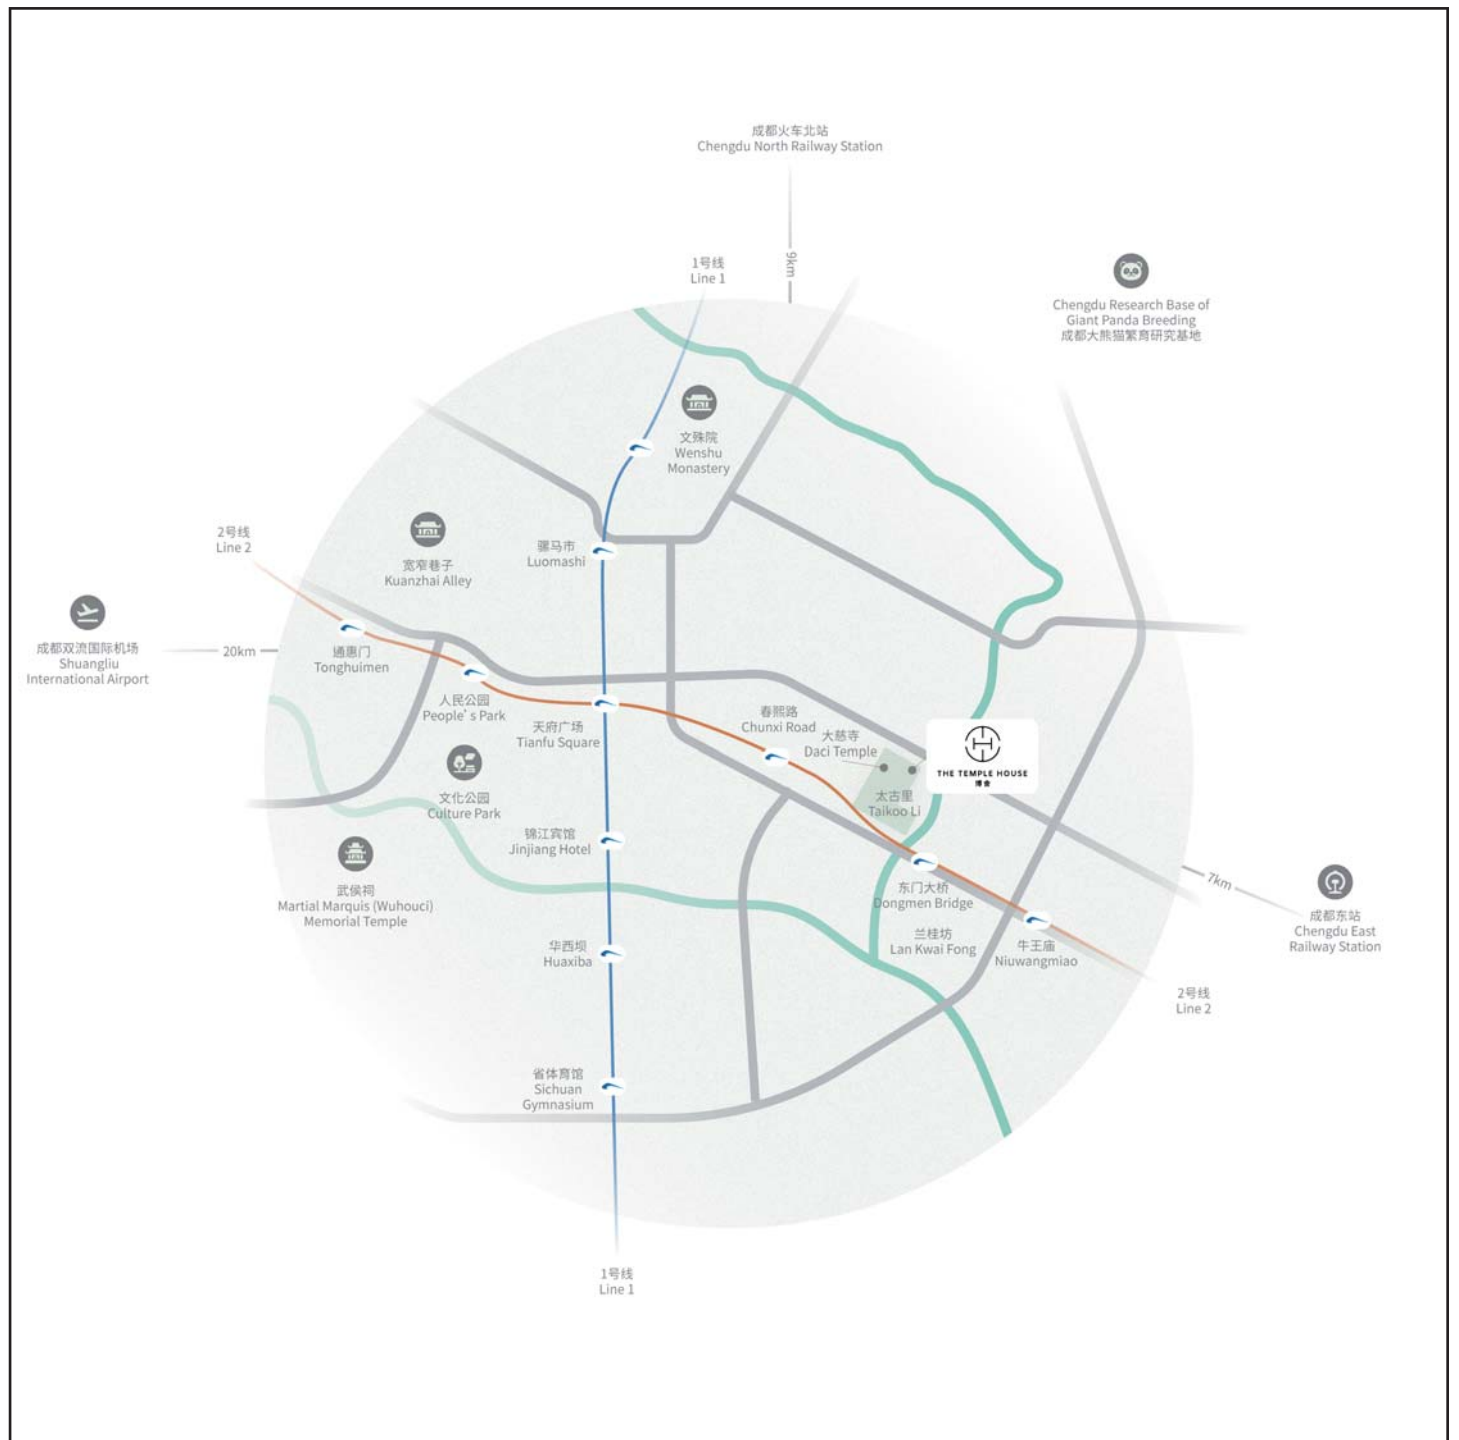 成都火车北站
Chengdu North Railway Station
9km
1号线
Line 1
Chengdu Research Base of
Giant Panda Breeding
成都大熊猫繁育研究基地
文殊院
Wenshu
Monastery
2号线
Line 2
宽窄巷子
Kuanzhai Alley
骡马市
Luomashi
成都双流国际机场
Shuangliu
International Airport
20km
通惠门
Tonghuimen
人民公园
People's Park
天府广场
Tianfu Square
春熙路
Chunxi Road
大慈寺
Daci Temple
THE TEMPLE HOUSE
博舍
太古里
Taikoo Li
文化公园
Culture Park
锦江宾馆
Jinjiang Hotel
武侯祠
Martial Marquis (Wuhouci)
Memorial Temple
东门大桥
Dongmen Bridge
7km
成都东站
Chengdu East
Railway Station
兰桂坊
Lan Kwai Fong
牛王庙
Niuwangmiao
华西坝
Huaxiba
2号线
Line 2
省体育馆
Sichuan
Gymnasium
1号线
Line 1